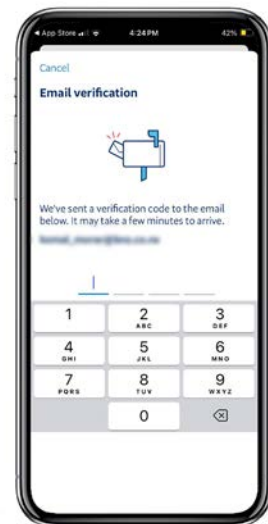 App Store 4:24 PM 42%
Cancel
Email verification
We've sent a verification code to the email
below. It may take a few minutes to arrive.
1 2 3
ABC DEF
4 5 6
GHI JKL MNO
7 8 9
PQRS TUV WXYZ
0